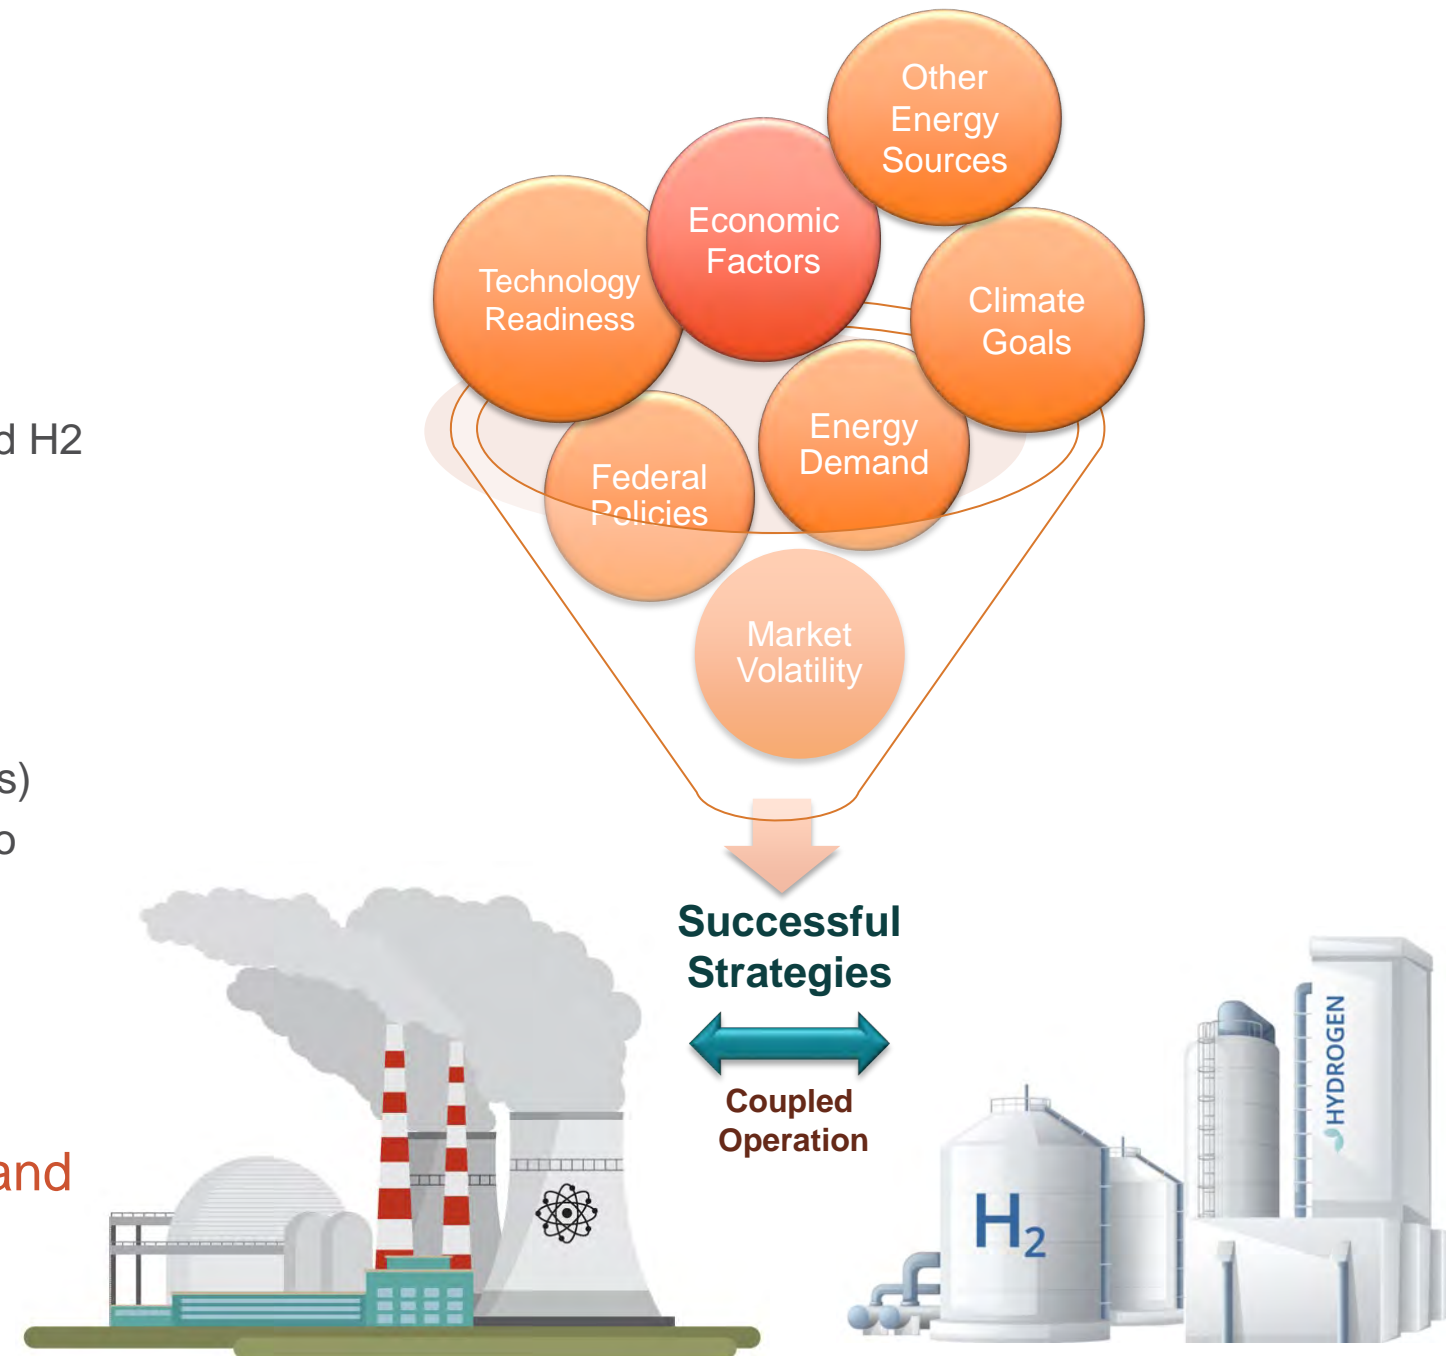 Other
Energy
Sources
Economic
Factors
Technology
Readiness
Climate
Goals
Energy
Demand
Federal
Policies
Market
Volatility
H2
s)
and
Successful
Strategies
Coupled
Operation
HYDROGEN
H2